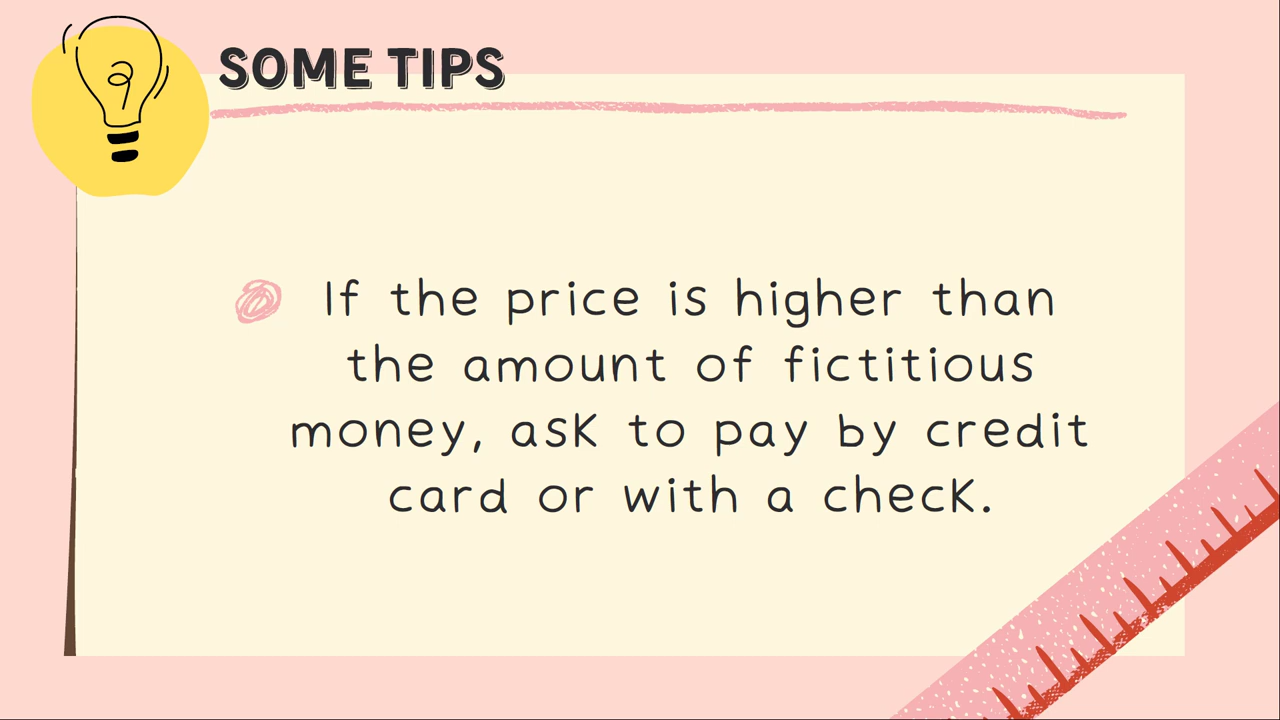 SOME TIPS
If the price is higher than
the amount of fictitious
money, ask to pay by credit
card or with a check.